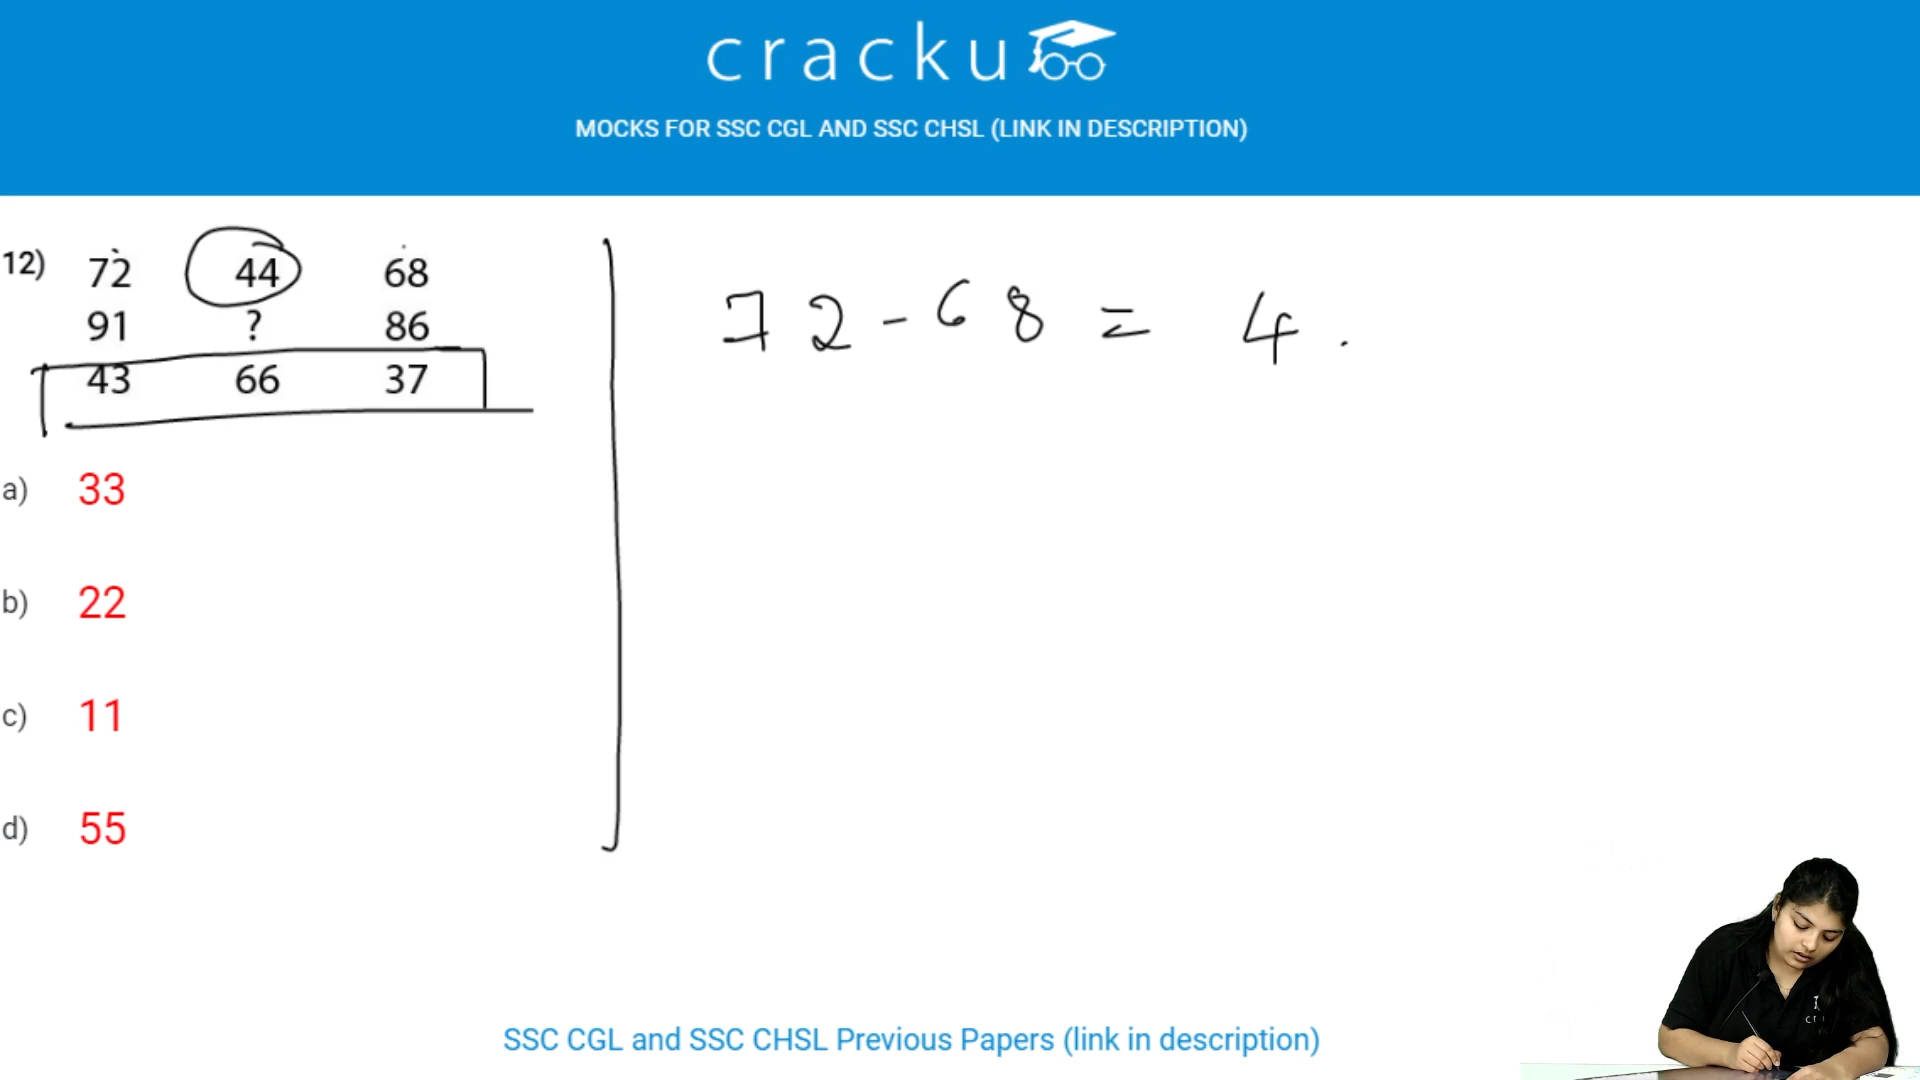 cracku
MOCKS FOR SSC CGL AND SSC CHSL (LINK IN DESCRIPTION)
12) 72 44 68
91 ? 86
43 66 37
72 - 68 = 4 .
a) 33
b) 22
c) 11
d) 55
SSC CGL and SSC CHSL Previous Papers (link in description)